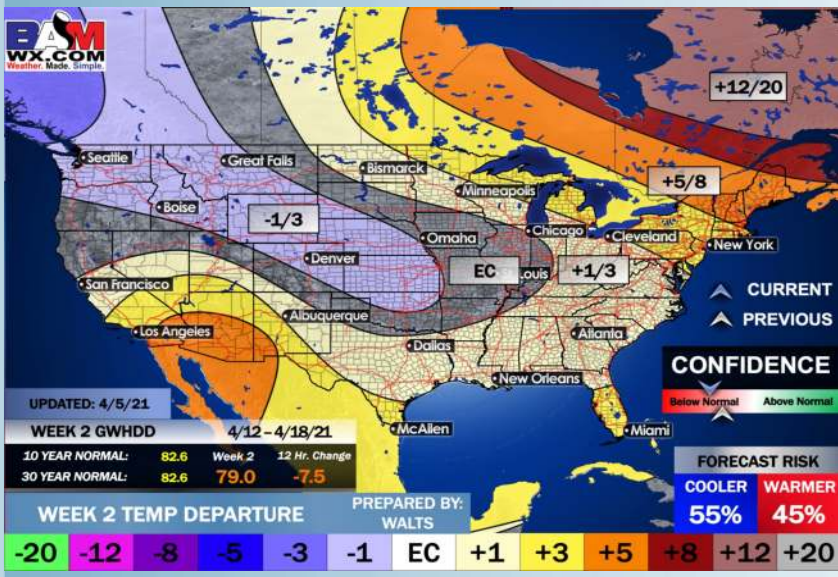 BAM
WX.COM
Weather. Made. Simple.
+12/20
Seattle
Great Falls
Bismarck
+5/8
Minneapolis
Boise
-1/3
Omaha
Chicago
Cleveland
New York
Denver
EC
Louis
+1/3
San Francisco
CURRENT
Albuquerque
PREVIOUS
Los Angeles
Atlanta
Dallas
CONFIDENCE
New Orleans
Below Normal Above Normal
UPDATED: 4/5/21
McAllen
Miami
WEEK 2 GWHDD 4/12 – 4/18/21
10 YEAR NORMAL: 82.6 Week 2 12 Hr. Change
30 YEAR NORMAL: 82.6 79.0 -7.5
FORECAST RISK
COOLER WARMER
55% 45%
WEEK 2 TEMP DEPARTURE
PREPARED BY:
WALTS
-20 -12 -8 -5 -3 -1 EC +1 +3 +5 +8 +12 +20